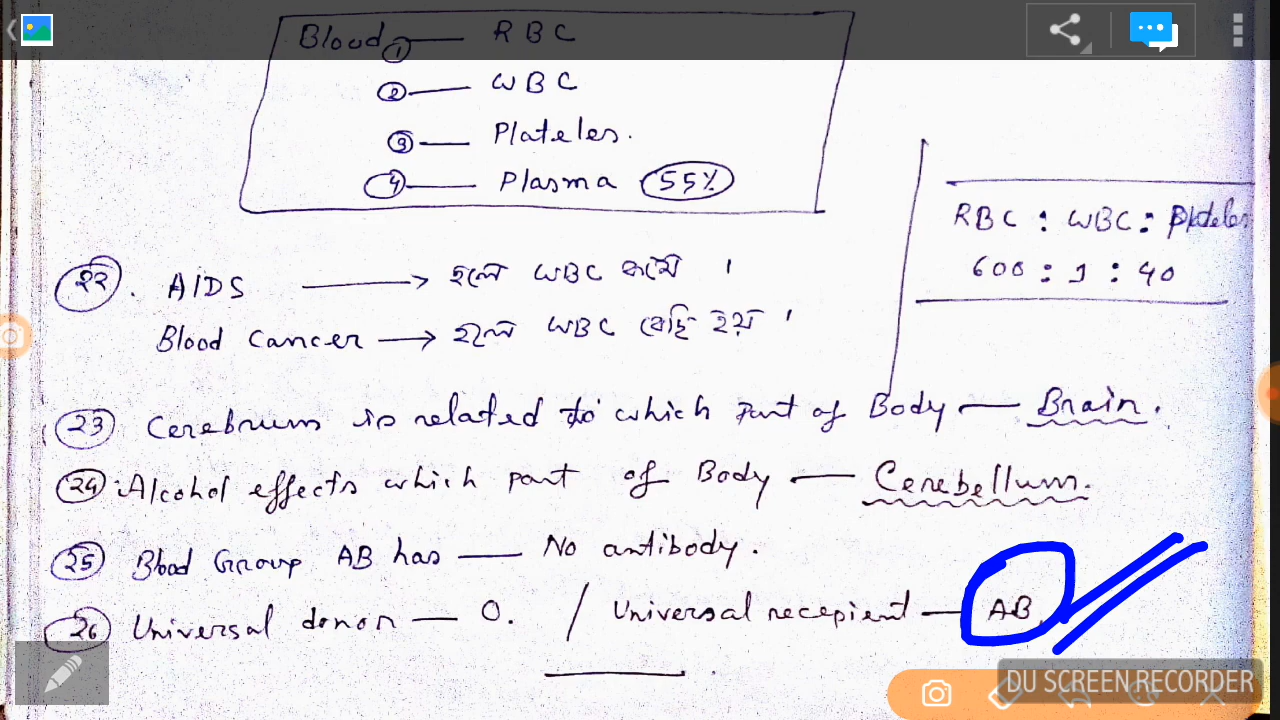 Blood ① — RBC
② — WBC
③ — Plateles.
④ — Plasma 55%
RBC : WBC : Plateles
600 : 1 : 40
22. AIDS → হলে WBC কমে ।
Blood Cancer → হলে WBC বেছি হয় ।
23 Cerebrum is related to which part of Body — Brain.
24 Alcohol effects which part of Body — Cerebellum.
25 Blood Group AB has — No antibody.
26 Universal donor — O. / Universal recepient — AB.
DU SCREEN RECORDER